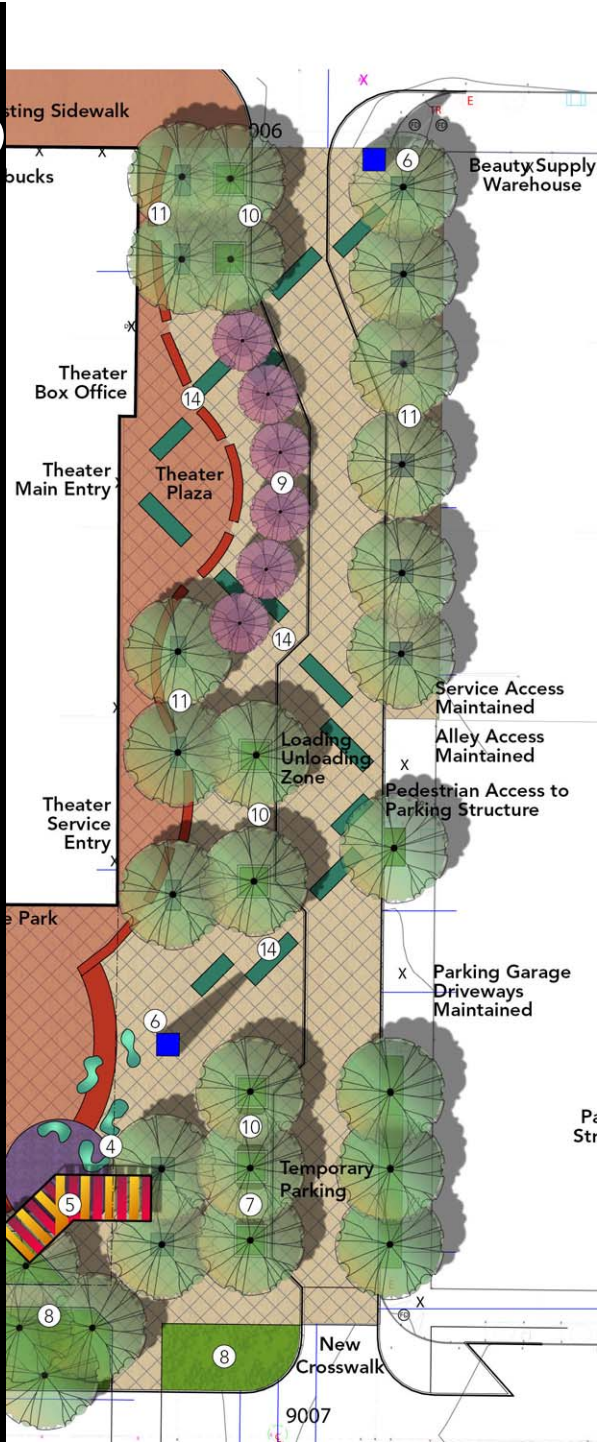 sting Sidewalk
006
E
TR
X
X
X
6
Beauty Supply
Warehouse
bucks
11
10
X
Theater
Box Office
14
11
Theater
Main Entry
Theater
Plaza
9
14
Service Access
Maintained
11
Loading
Unloading
Zone
Alley Access
Maintained
X
Pedestrian Access to
Parking Structure
Theater
Service
Entry
10
X
e Park
14
X
Parking Garage
Driveways
Maintained
6
Pa
Str
4
10
Temporary
Parking
5
7
8
X
8
New
Crosswalk
9007